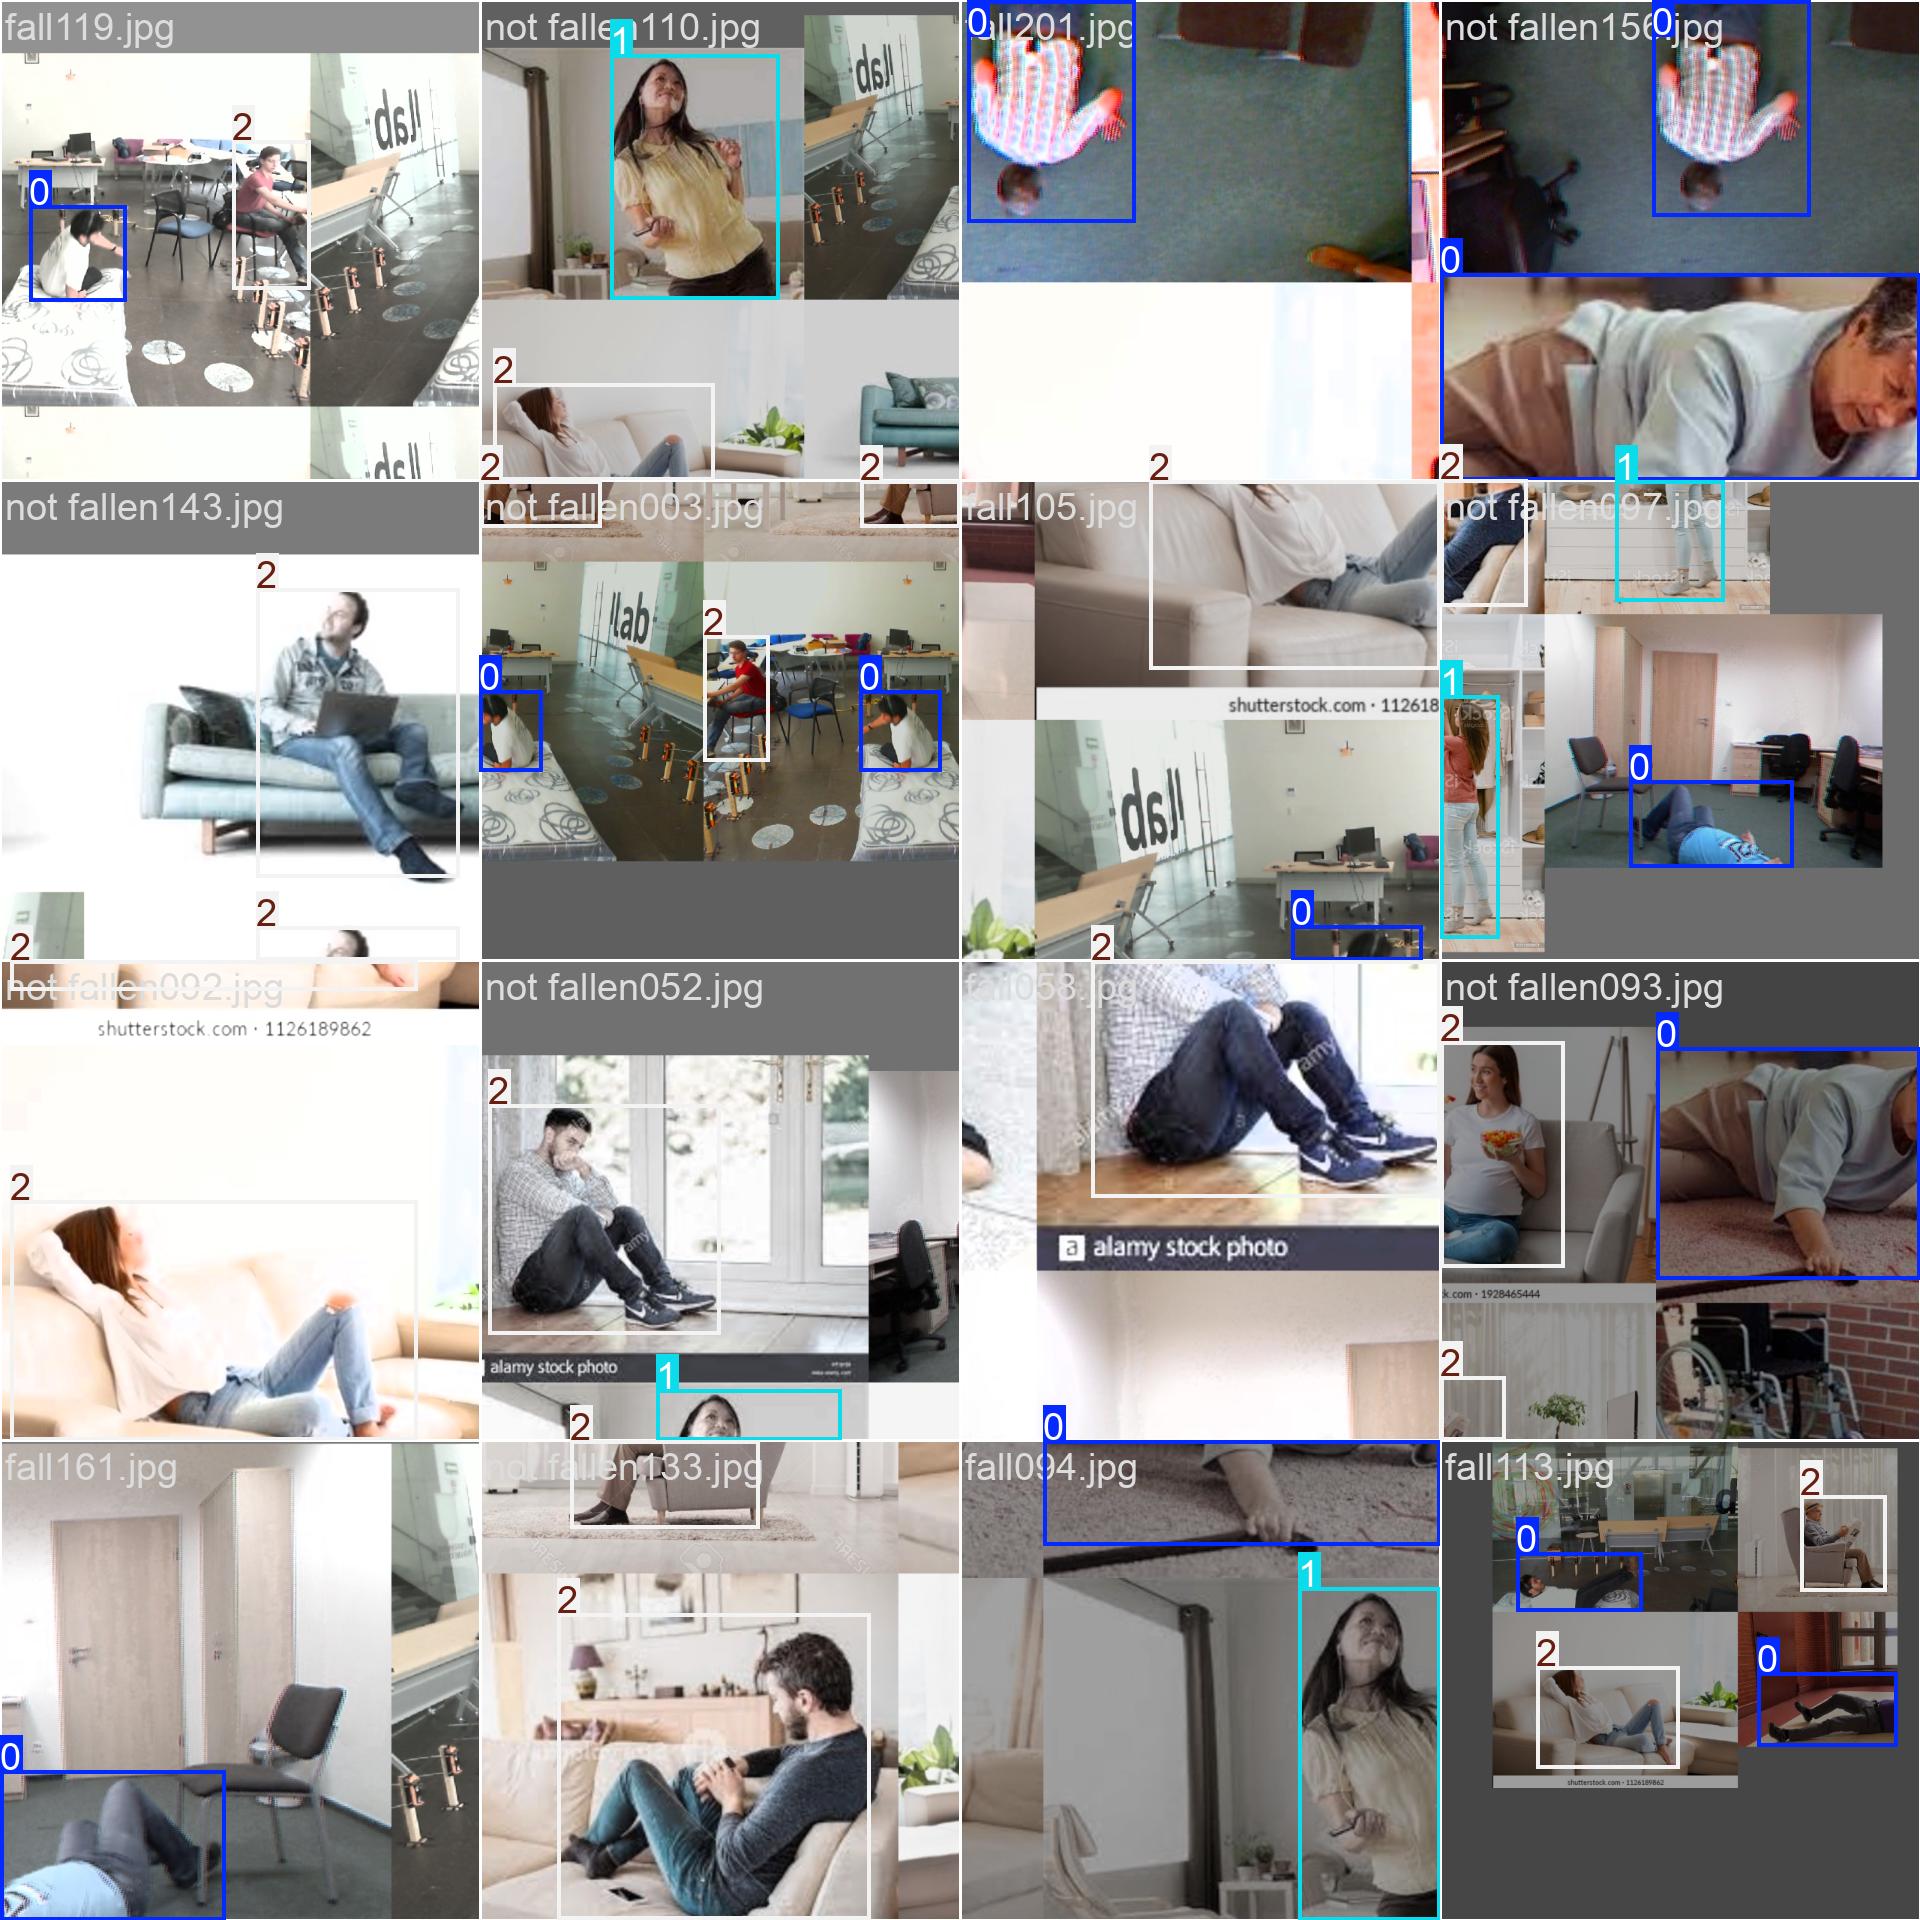 fall119.jpg
2
0
not fallen110.jpg
1
2
2
2
fall201.jpg
0
2
not fallen156.jpg
0
0
2
1
not fallen143.jpg
2
2
2
not fallen003.jpg
lab
2
0
0
fall105.jpg
shutterstock.com · 112618
0
2
not fallen097.jpg
1
0
not fallen092.jpg
shutterstock.com · 1126189862
2
not fallen052.jpg
2
alamy stock photo
1
2
fall058.jpg
alamy
a alamy stock photo
0
not fallen093.jpg
2
0
k.com · 1928465444
2
fall161.jpg
0
not fallen133.jpg
2
fall094.jpg
1
fall113.jpg
2
0
2
0
shutterstock.com · 1126189862